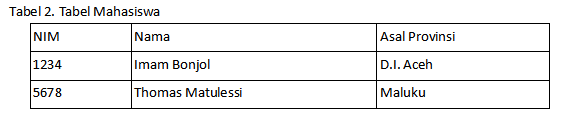 Tabel 2. Tabel Mahasiswa
NIM Nama Asal Provinsi
1234 Imam Bonjol D.I. Aceh
5678 Thomas Matulessi Maluku